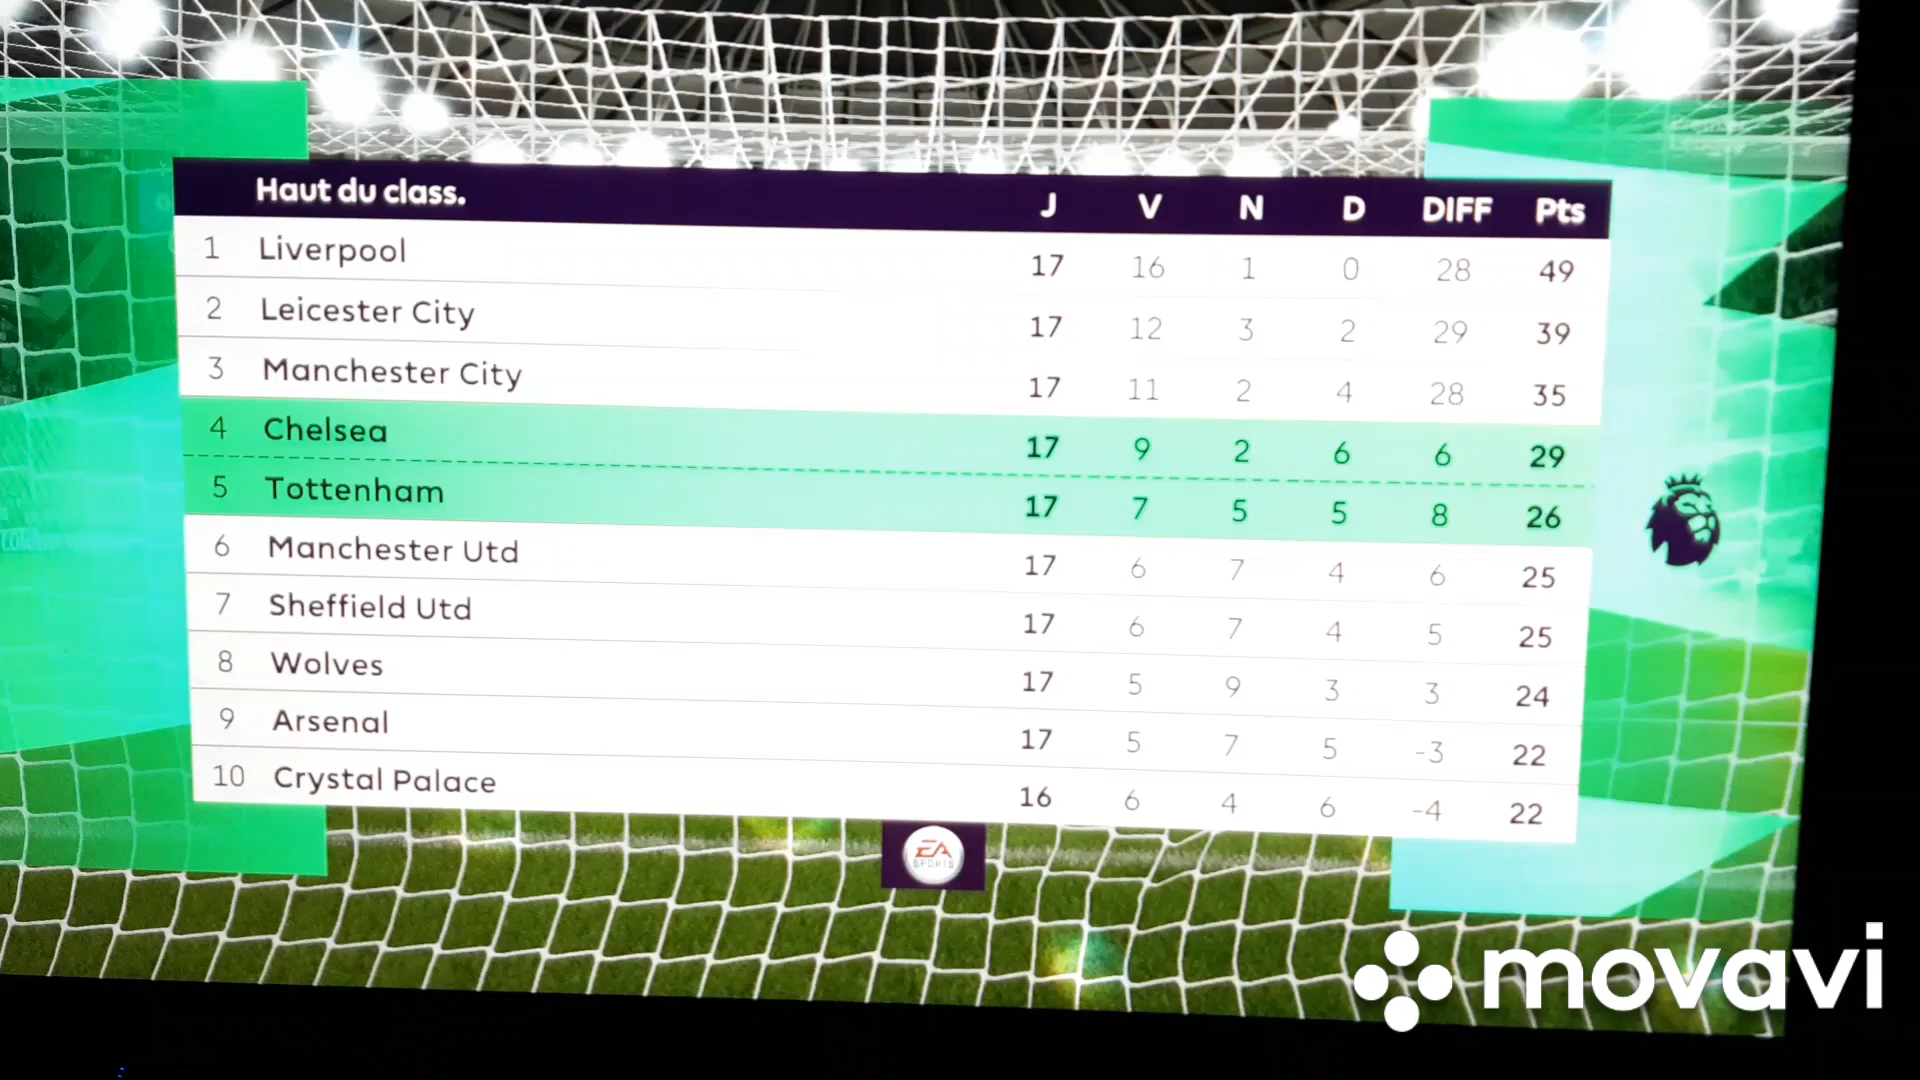 Haut du class. J V N D DIFF Pts
1 Liverpool 17 16 1 0 28 49
2 Leicester City 17 12 3 2 29 39
3 Manchester City 17 11 2 4 28 35
4 Chelsea 17 9 2 6 6 29
5 Tottenham 17 7 5 5 8 26
6 Manchester Utd 17 6 7 4 6 25
7 Sheffield Utd 17 6 7 4 5 25
8 Wolves 17 5 9 3 3 24
9 Arsenal 17 5 7 5 -3 22
10 Crystal Palace 16 6 4 6 -4 22
EA
SPORTS
movavi